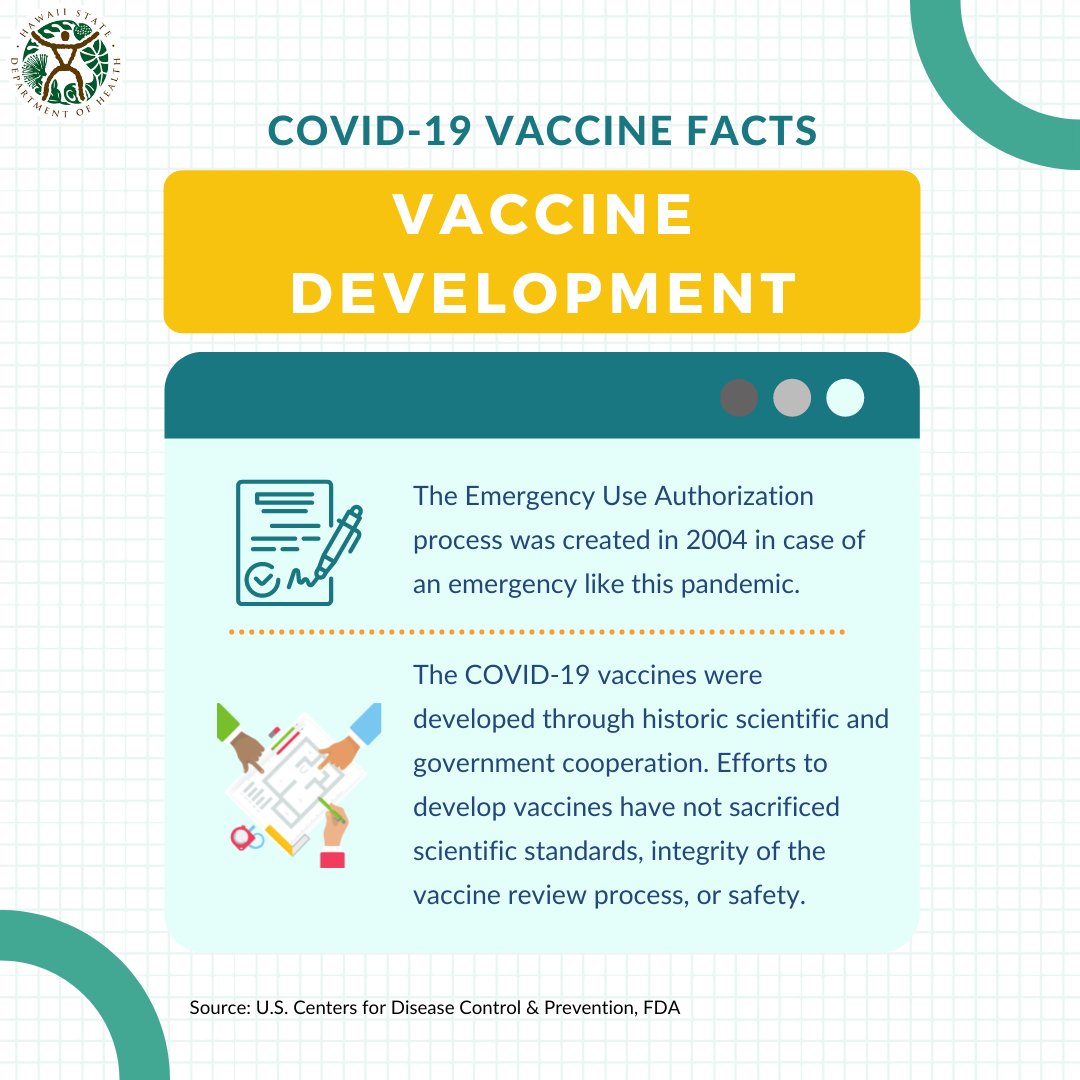 HAWAII STATE
DEPARTMENT OF HEALTH
COVID-19 VACCINE FACTS
VACCINE
DEVELOPMENT
The Emergency Use Authorization
process was created in 2004 in case of
an emergency like this pandemic.
The COVID-19 vaccines were
developed through historic scientific and
government cooperation. Efforts to
develop vaccines have not sacrificed
scientific standards, integrity of the
vaccine review process, or safety.
Source: U.S. Centers for Disease Control & Prevention, FDA